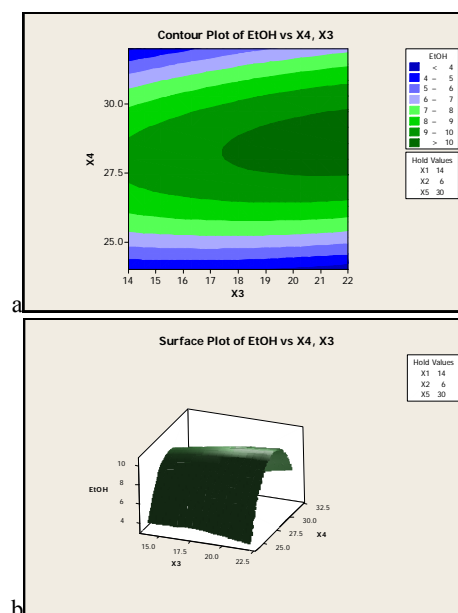 Contour Plot of EtOH vs X4, X3
EtOH
< 4
4 – 5
5 – 6
6 – 7
7 – 8
8 – 9
9 – 10
> 10
Hold Values
X1 14
X2 6
X5 30
30.0
27.5
25.0
X4
14 15 16 17 18 19 20 21 22
X3
a
Surface Plot of EtOH vs X4, X3
Hold Values
X1 14
X2 6
X5 30
10
8
6
4
EtOH
32.5
30.0
27.5
25.0
X4
15.0 17.5 20.0 22.5
X3
b